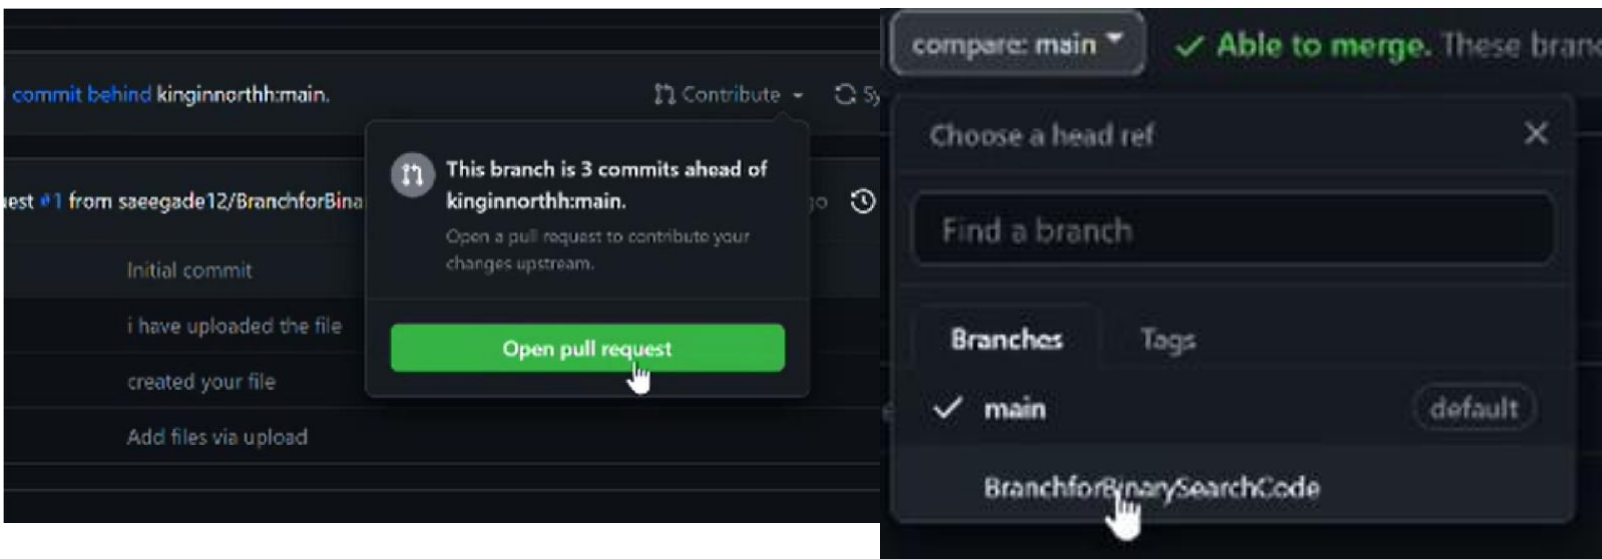 commit behind kinginnorthh:main.
Contribute
This branch is 3 commits ahead of
kinginnorthh:main.
Open a pull request to contribute your
changes upstream.
Open pull request
uest #1 from saeegade12/BranchforBina
Initial commit
i have uploaded the file
created your file
Add files via upload
compare: main
Able to merge. These branc
Choose a head ref
Find a branch
Branches
Tags
main
default
BranchforBinarySearchCode